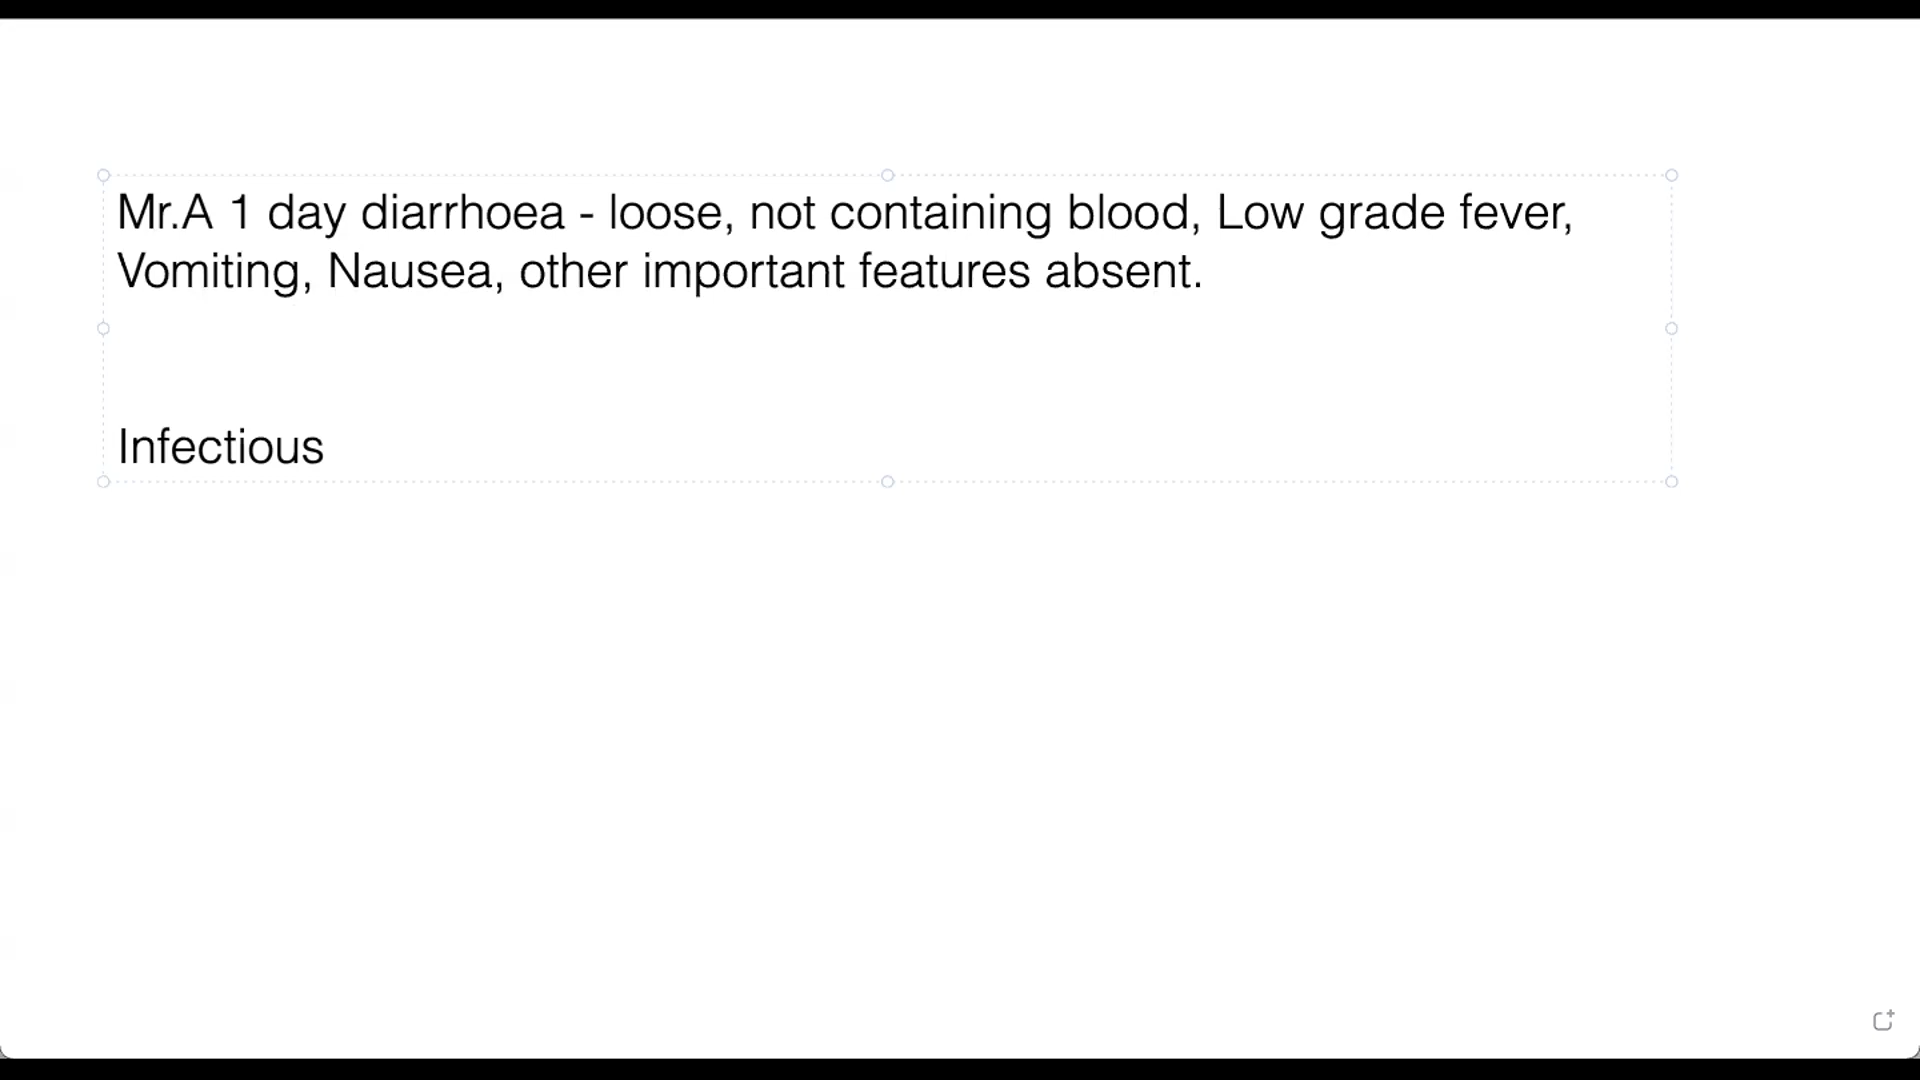 Mr.A 1 day diarrhoea - loose, not containing blood, Low grade fever,
Vomiting, Nausea, other important features absent.
Infectious